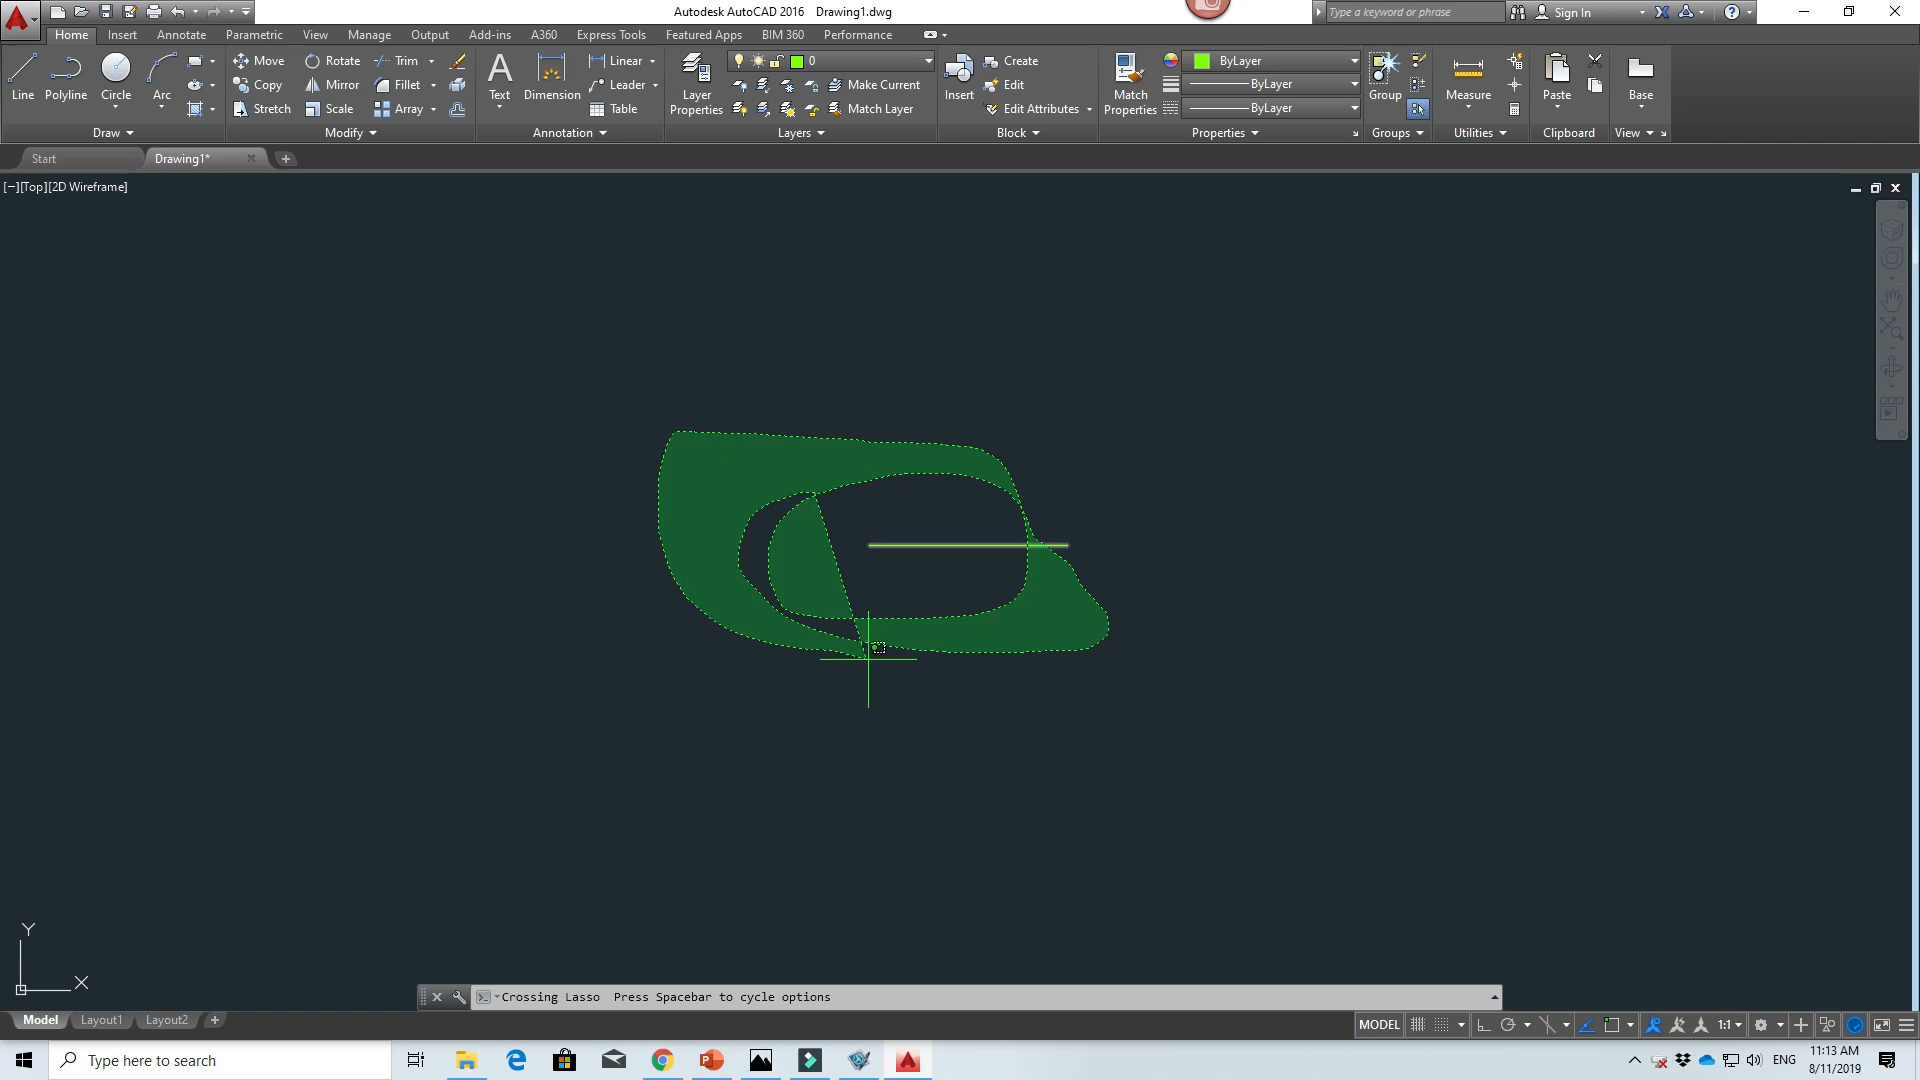 Autodesk AutoCAD 2016 Drawing1.dwg
Type a keyword or phrase
Sign In
Home Insert Annotate Parametric View Manage Output Add-ins A360 Express Tools Featured Apps BIM 360 Performance
Line Polyline Circle Arc
Move Rotate Trim
Copy Mirror Fillet
Stretch Scale Array
Text Dimension
Linear
Leader
Table
Layer Properties
0
Make Current
Match Layer
Insert
Create
Edit
Edit Attributes
Match Properties
ByLayer
ByLayer
ByLayer
Group
Measure
Paste
Base
Draw Modify Annotation Layers Block Properties Groups Utilities Clipboard View
Start Drawing1*
[−][Top][2D Wireframe]
Y
X
Crossing Lasso Press Spacebar to cycle options
Model Layout1 Layout2
MODEL 1:1
Type here to search
ENG
11:13 AM
8/11/2019